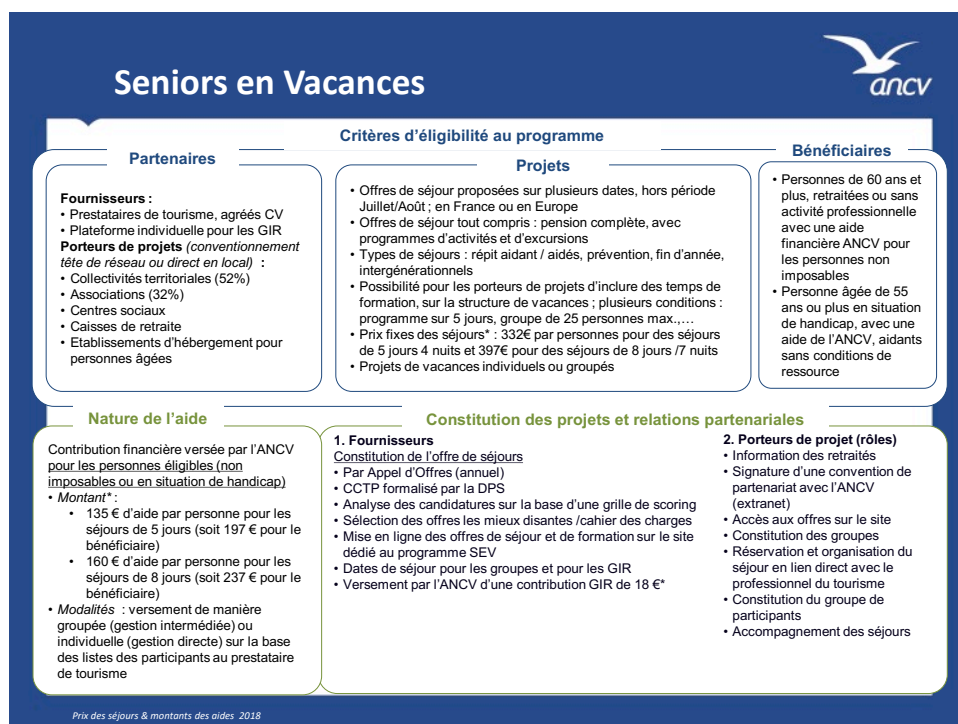 Seniors en Vacances
ancv
Critères d'éligibilité au programme
Partenaires
Fournisseurs :
• Prestataires de tourisme, agréés CV
• Plateforme individuelle pour les GIR
Porteurs de projets (conventionnement
tête de réseau ou direct en local) :
• Collectivités territoriales (52%)
• Associations (32%)
• Centres sociaux
• Caisses de retraite
• Etablissements d'hébergement pour
personnes âgées
Projets
• Offres de séjour proposées sur plusieurs dates, hors période
Juillet/Août ; en France ou en Europe
• Offres de séjour tout compris : pension complète, avec
programmes d'activités et d'excursions
• Types de séjours : répit aidant / aidés, prévention, fin d'année,
intergénérationnels
• Possibilité pour les porteurs de projets d'inclure des temps de
formation, sur la structure de vacances ; plusieurs conditions :
programme sur 5 jours, groupe de 25 personnes max.,…
• Prix fixes des séjours* : 332€ par personnes pour des séjours
de 5 jours 4 nuits et 397€ pour des séjours de 8 jours /7 nuits
• Projets de vacances individuels ou groupés
Bénéficiaires
• Personnes de 60 ans et
plus, retraitées ou sans
activité professionnelle
avec une aide
financière ANCV pour
les personnes non
imposables
• Personne âgée de 55
ans ou plus en situation
de handicap, avec une
aide de l'ANCV, aidants
sans conditions de
ressource
Nature de l'aide
Contribution financière versée par l'ANCV
pour les personnes éligibles (non
imposables ou en situation de handicap)
• Montant* :
• 135 € d'aide par personne pour les
séjours de 5 jours (soit 197 € pour le
bénéficiaire)
• 160 € d'aide par personne pour les
séjours de 8 jours (soit 237 € pour le
bénéficiaire)
• Modalités : versement de manière
groupée (gestion intermédiée) ou
individuelle (gestion directe) sur la base
des listes des participants au prestataire
de tourisme
Constitution des projets et relations partenariales
1. Fournisseurs
Constitution de l'offre de séjours
• Par Appel d'Offres (annuel)
• CCTP formalisé par la DPS
• Analyse des candidatures sur la base d'une grille de scoring
• Sélection des offres les mieux disantes /cahier des charges
• Mise en ligne des offres de séjour et de formation sur le site
dédié au programme SEV
• Dates de séjour pour les groupes et pour les GIR
• Versement par l'ANCV d'une contribution GIR de 18 €*
2. Porteurs de projet (rôles)
• Information des retraités
• Signature d'une convention de
partenariat avec l'ANCV
(extranet)
• Accès aux offres sur le site
• Constitution des groupes
• Réservation et organisation du
séjour en lien direct avec le
professionnel du tourisme
• Constitution du groupe de
participants
• Accompagnement des séjours
Prix des séjours & montants des aides 2018